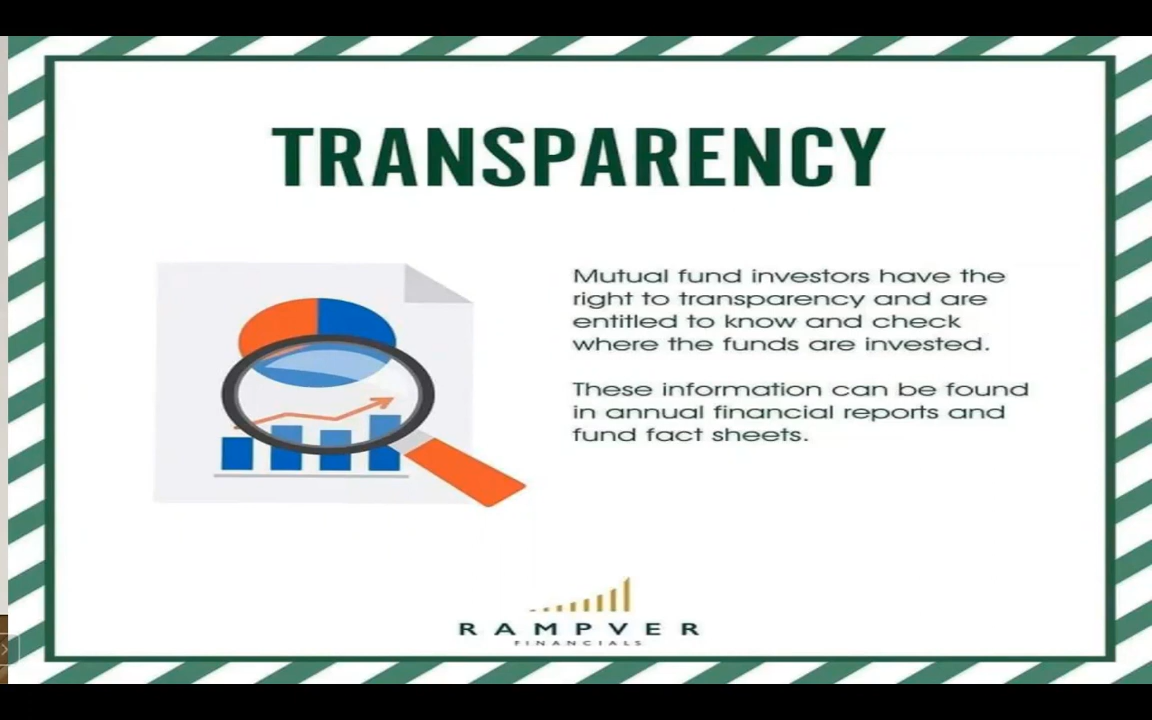 TRANSPARENCY
Mutual fund investors have the
right to transparency and are
entitled to know and check
where the funds are invested.
These information can be found
in annual financial reports and
fund fact sheets.
RAMPVER
FINANCIALS